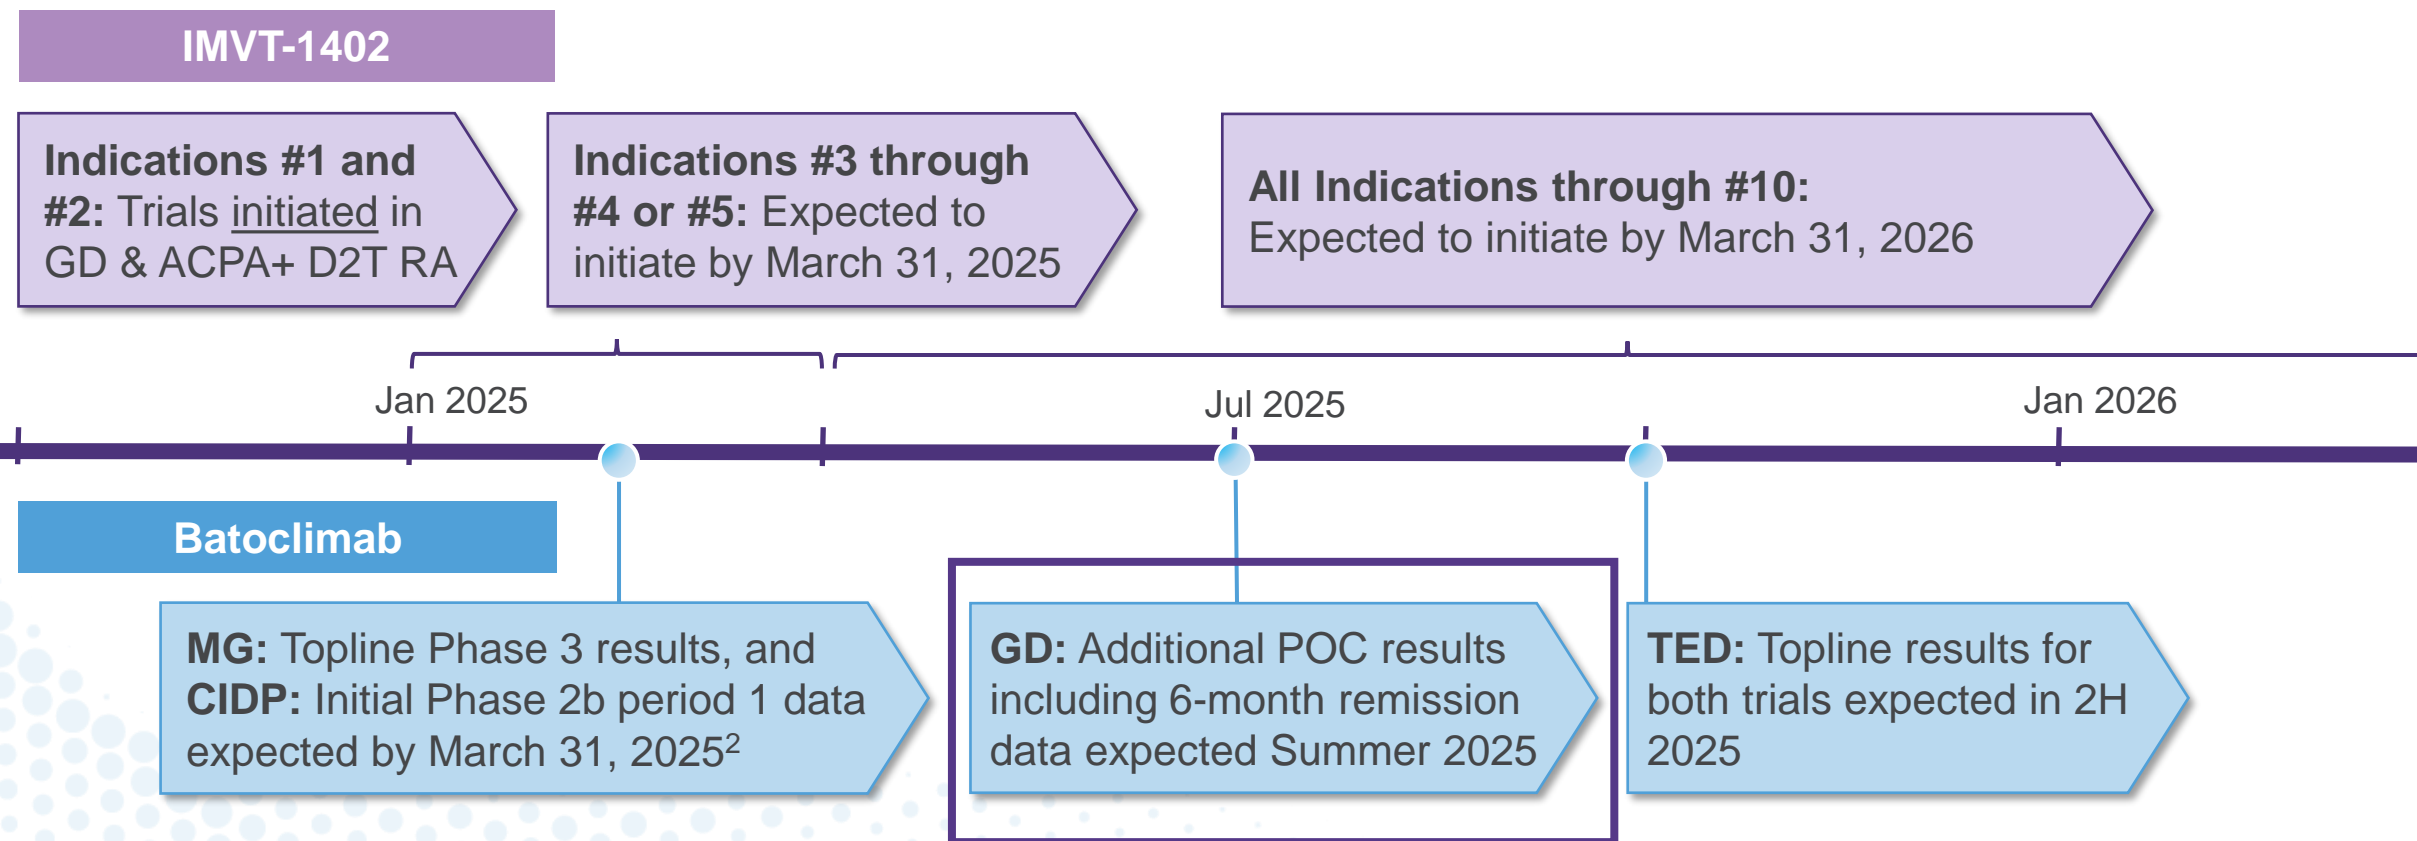 IMVT-1402
Indications #1 and
#2: Trials initiated in
GD & ACPA+ D2T RA
Indications #3 through
#4 or #5: Expected to
initiate by March 31, 2025
All Indications through #10:
Expected to initiate by March 31, 2026
Jan 2025
Jul 2025
Jan 2026
Batoclimab
MG: Topline Phase 3 results, and
CIDP: Initial Phase 2b period 1 data
expected by March 31, 2025²
GD: Additional POC results
including 6-month remission
data expected Summer 2025
TED: Topline results for
both trials expected in 2H
2025